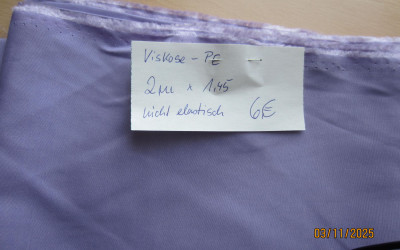 Viskose - PE —
2m x 1,45
nicht elastisch 6€
03/11/2025